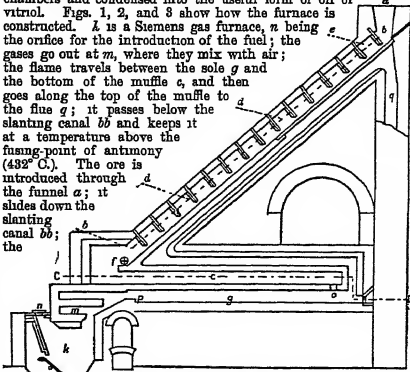 chambers and condensed into the useful form of oil of
vitriol. Figs. 1, 2, and 3 show how the furnace is
constructed. k is a Siemens gas furnace, n being
the orifice for the introduction of the fuel; the
gases go out at m, where they mix with air;
the flame travels between the sole g and
the bottom of the muffle c, and then
goes along the top of the muffle to
the flue q; it passes below the
slanting canal bb and keeps it
at a temperature above the
fusing-point of antimony
(432° C.). The ore is
introduced through
the funnel a; it
slides down the
slanting
canal bb;
the
a
b
e
q
d
d
b
f
C
c
o
n
m
p
g
k